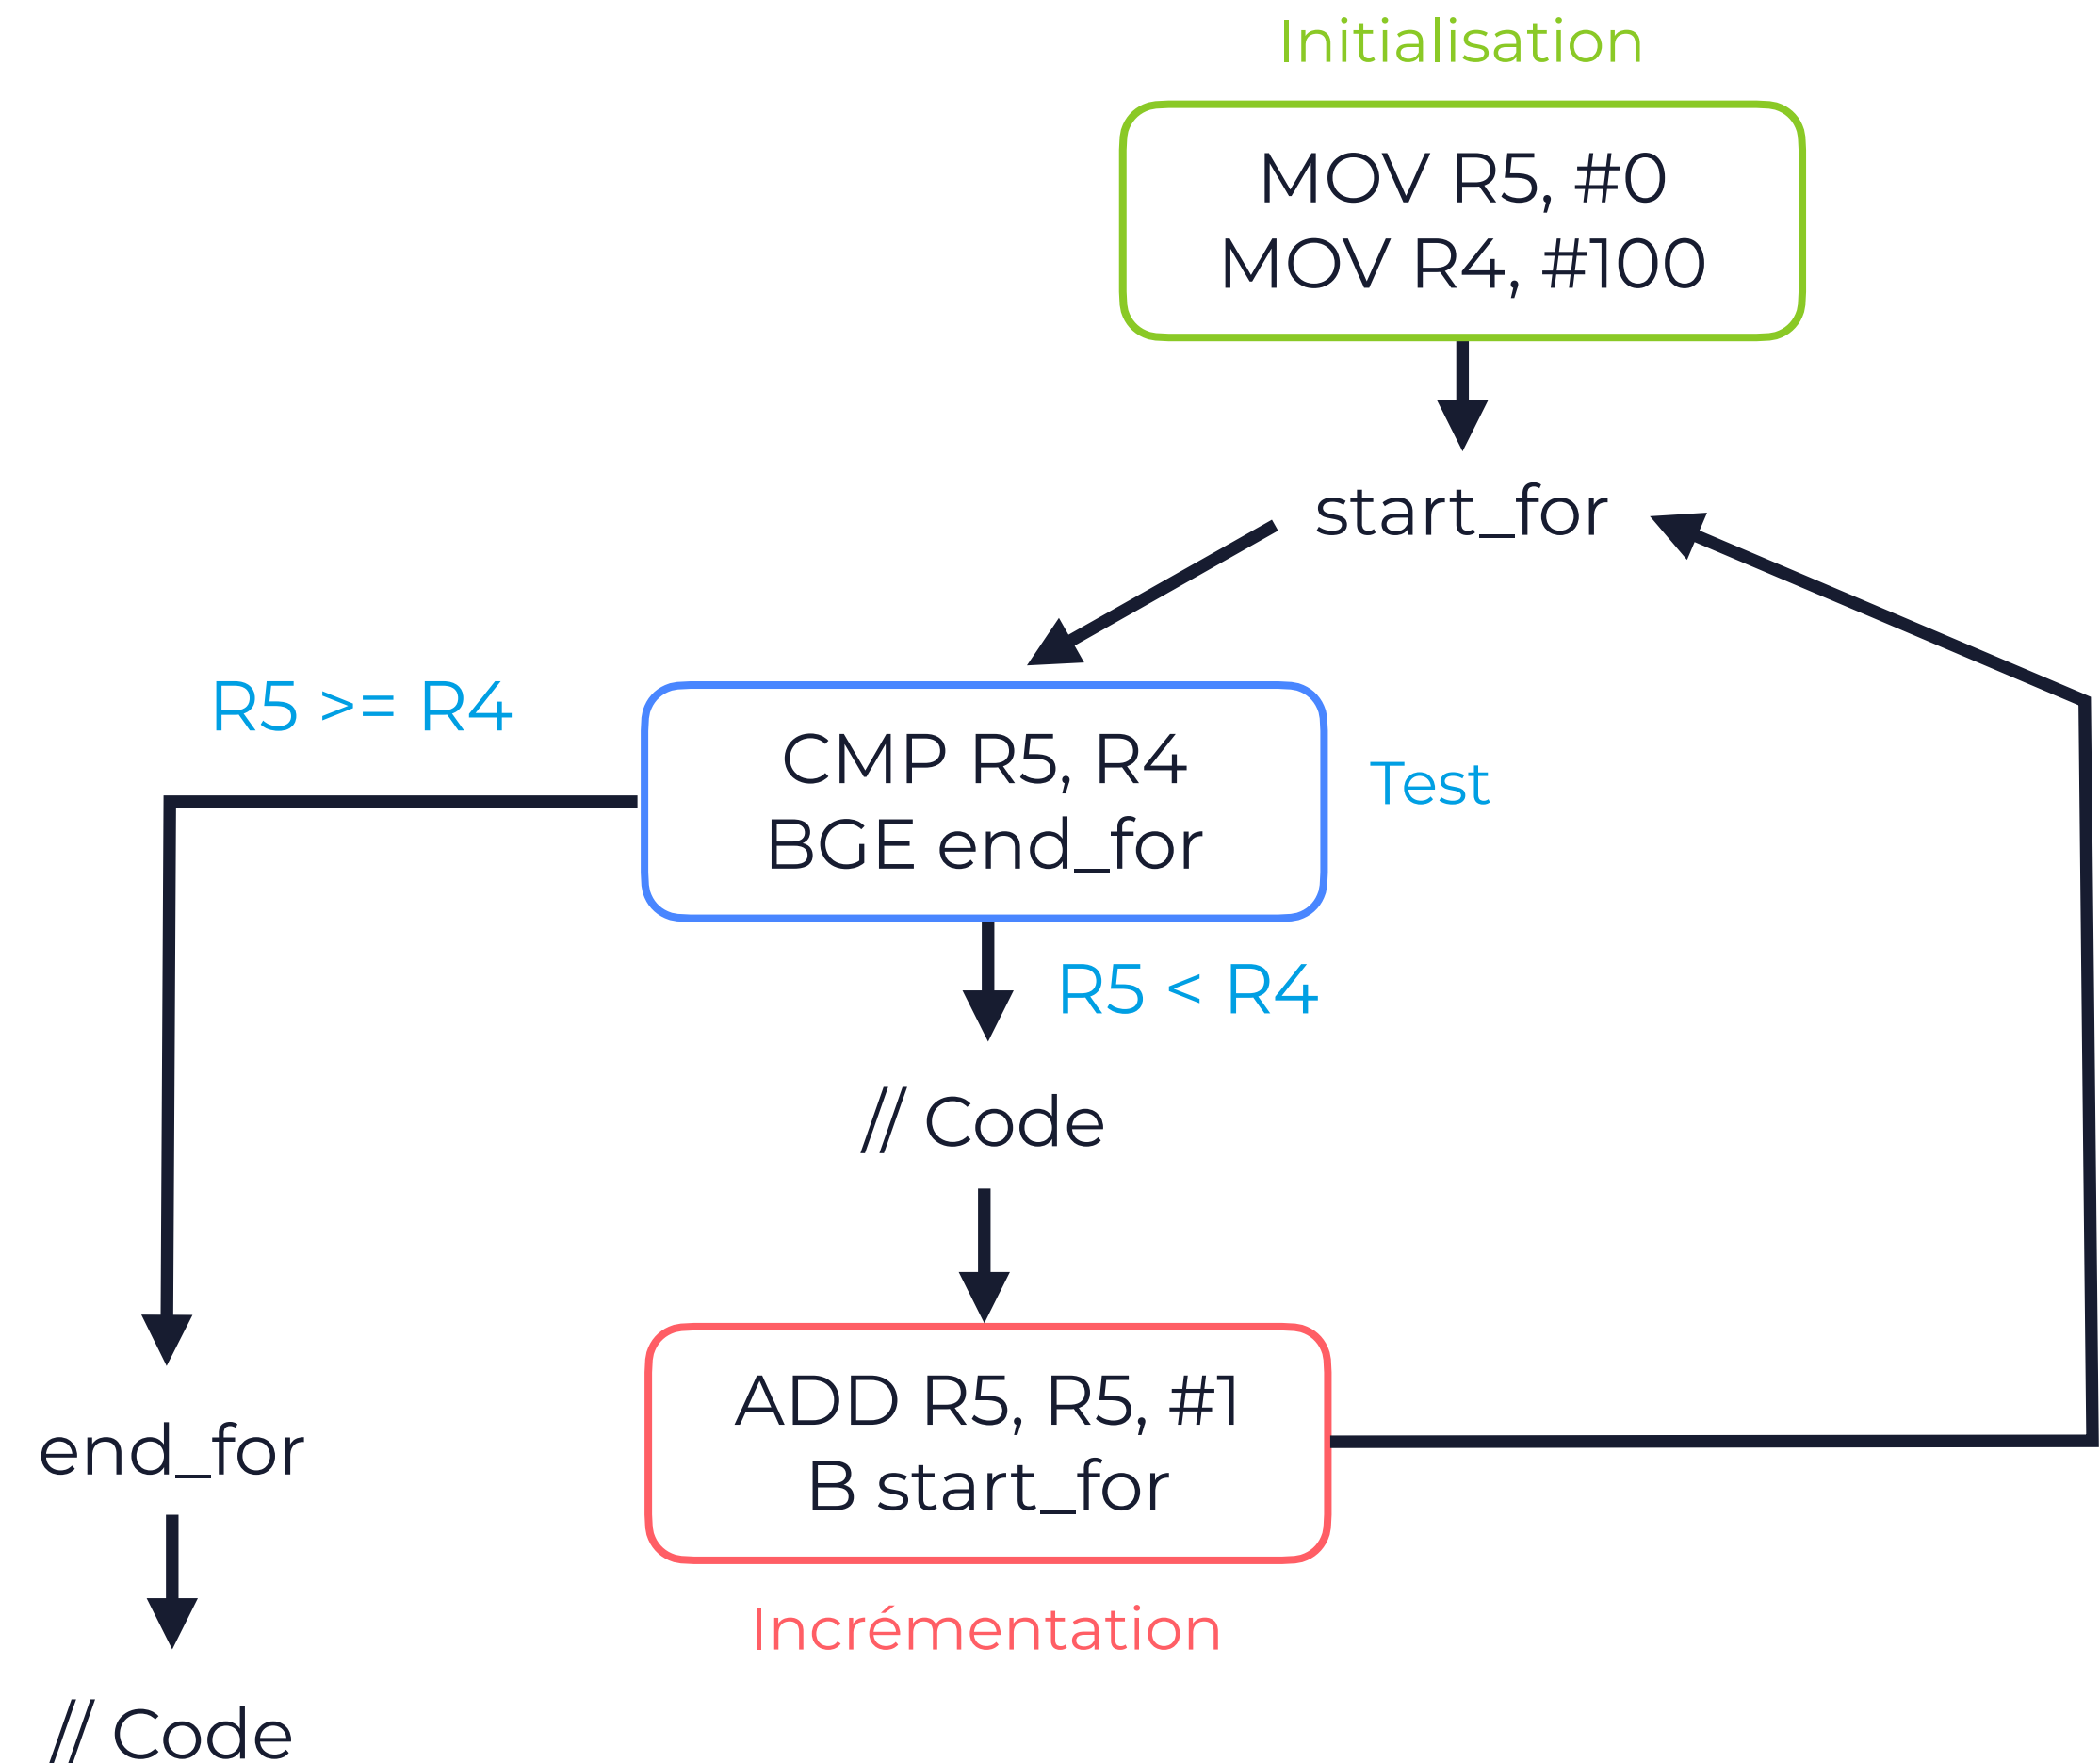 Initialisation
MOV R5, #0
MOV R4, #100
start_for
R5 >= R4
CMP R5, R4
BGE end_for
Test
R5 < R4
// Code
ADD R5, R5, #1
B start_for
Incrémentation
end_for
// Code